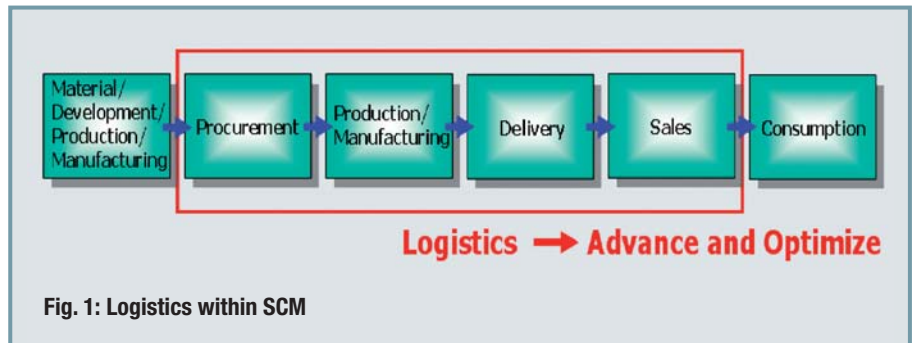 Material/
Development/
Production/
Manufacturing
Procurement
Production/
Manufacturing
Delivery
Sales
Consumption
Logistics → Advance and Optimize
Fig. 1: Logistics within SCM